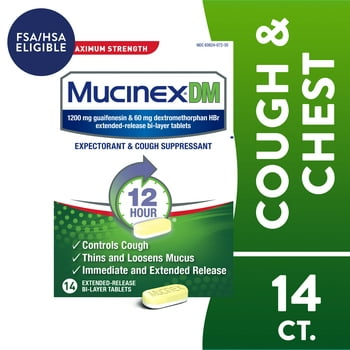 FSA/HSA
ELIGIBLE
MAXIMUM STRENGTH
MucinexDM
1200 mg guaifenesin & 60 mg dextromethorphan HBr
extended-release bi-layer tablets
EXPECTORANT & COUGH SUPPRESSANT
12
HOUR
✓ Controls Cough
✓ Thins and Loosens Mucus
✓ Immediate and Extended Release
14 EXTENDED-RELEASE
BI-LAYER TABLETS
MUCINEX
COUGH &
CHEST
14
CT.